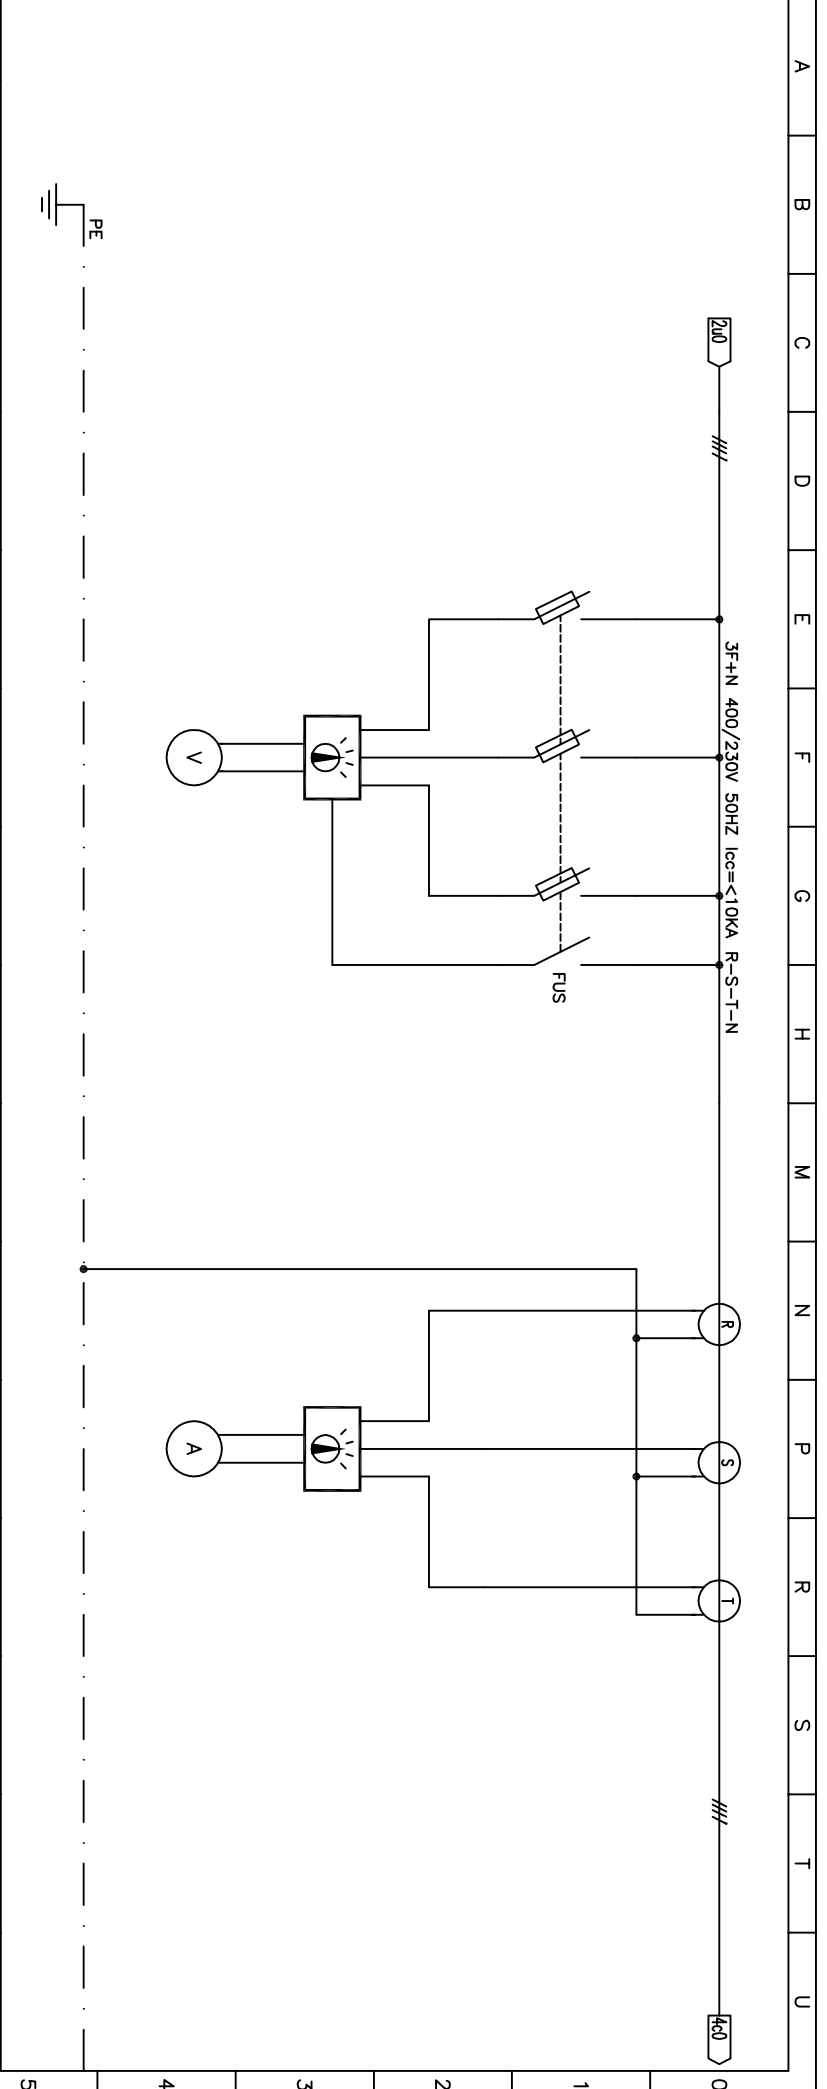 A B C D E F G H M N P R S T U
0
2u0
4c0
3F+N 400/230V 50HZ Icc=<10KA R-S-T-N
R S T
1
FUS
2
3
V
A
4
PE
5